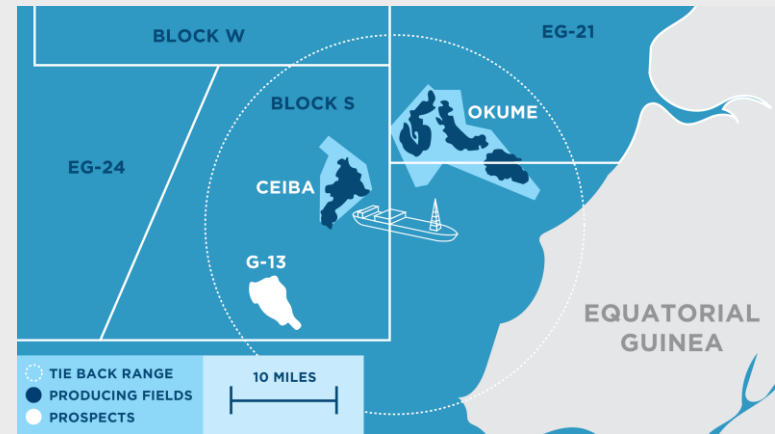 BLOCK W
EG-21
BLOCK S
OKUME
EG-24
CEIBA
G-13
EQUATORIAL
GUINEA
TIE BACK RANGE
PRODUCING FIELDS
PROSPECTS
10 MILES